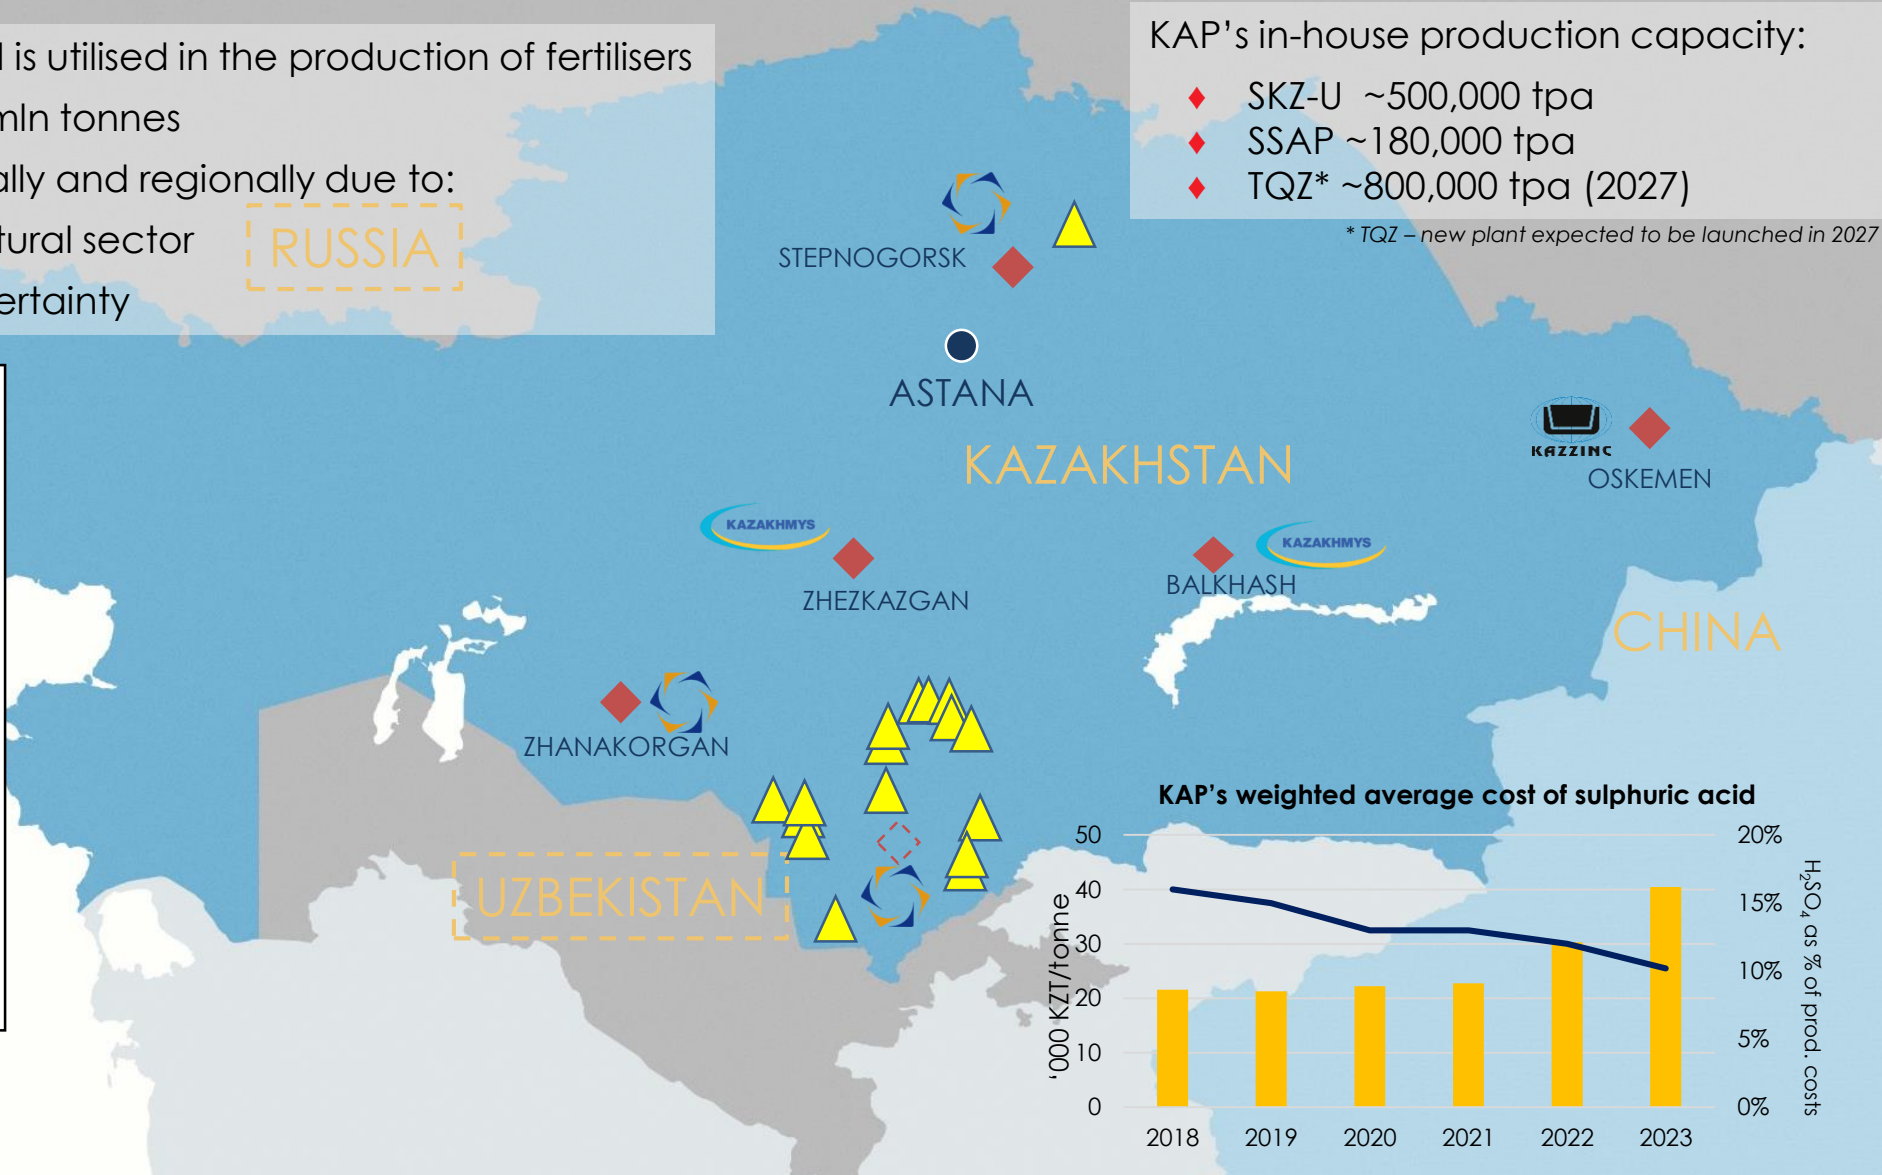 is utilised in the production of fertilisers
mln tonnes
ally and regionally due to:
tural sector
ertainty
RUSSIA
KAP's in-house production capacity:
♦ SKZ-U ~500,000 tpa
♦ SSAP ~180,000 tpa
♦ TQZ* ~800,000 tpa (2027)
* TQZ – new plant expected to be launched in 2027
STEPNOGORSK
ASTANA
KAZAKHSTAN
KAZZINC
OSKEMEN
KAZAKHMYS
ZHEZKAZGAN
KAZAKHMYS
BALKHASH
CHINA
ZHANAKORGAN
UZBEKISTAN
KAP's weighted average cost of sulphuric acid
'000 KZT/tonne
50
40
30
20
10
0
20%
15%
10%
5%
0%
H₂SO₄ as % of prod. costs
2018 2019 2020 2021 2022 2023